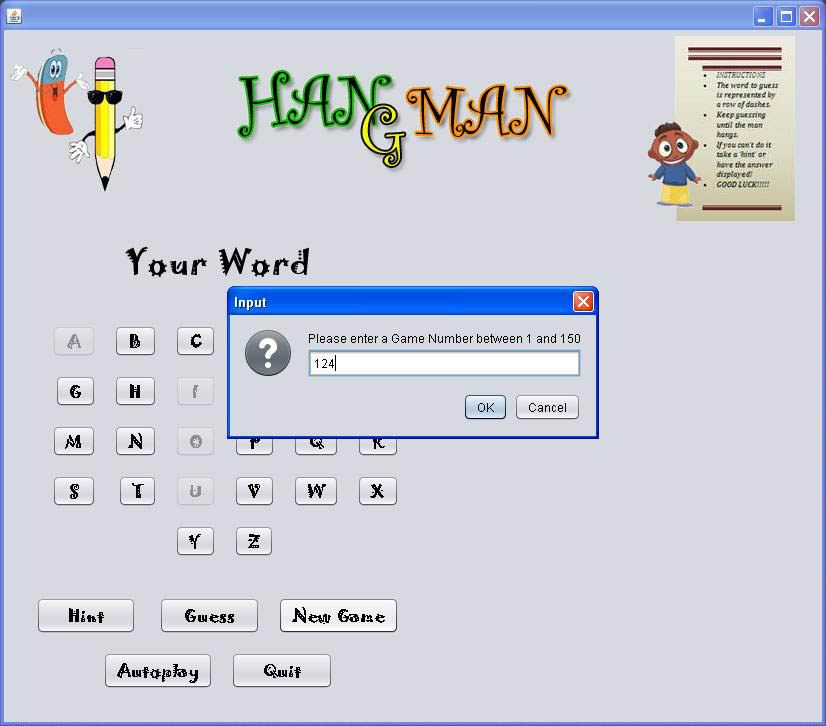 HANGMAN
INSTRUCTIONS
The word to guess
is represented by
a row of dashes.
Keep guessing
until the man
hangs.
If you can't do it
take a 'hint' or
have the answer
displayed!
GOOD LUCK!!!!!
Your Word
Input
Please enter a Game Number between 1 and 150
124
OK Cancel
A B C
G H I
M N O P Q R
S T U V W X
Y Z
Hint Guess New Game
Autoplay Quit